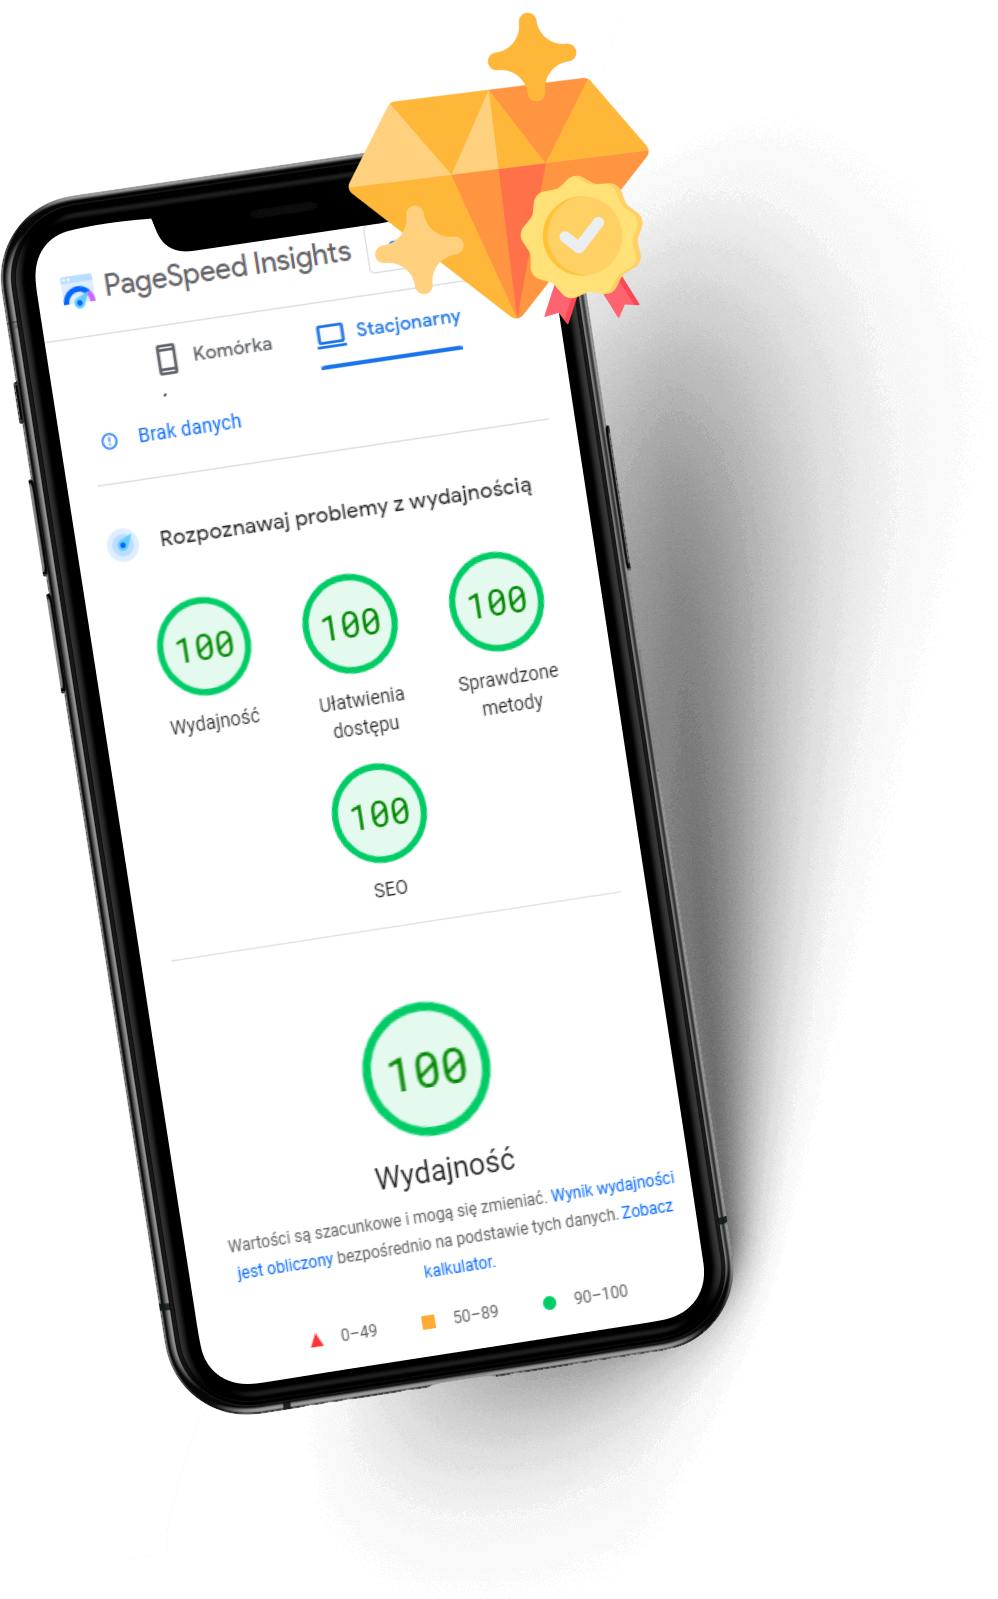 PageSpeed Insights
Komórka
Stacjonarny
Brak danych
Rozpoznawaj problemy z wydajnością
100
100
100
Wydajność
Ułatwienia
dostępu
Sprawdzone
metody
100
SEO
100
Wydajność
Wartości są szacunkowe i mogą się zmieniać. Wynik wydajności
jest obliczony bezpośrednio na podstawie tych danych. Zobacz
kalkulator.
0–49
50–89
90–100